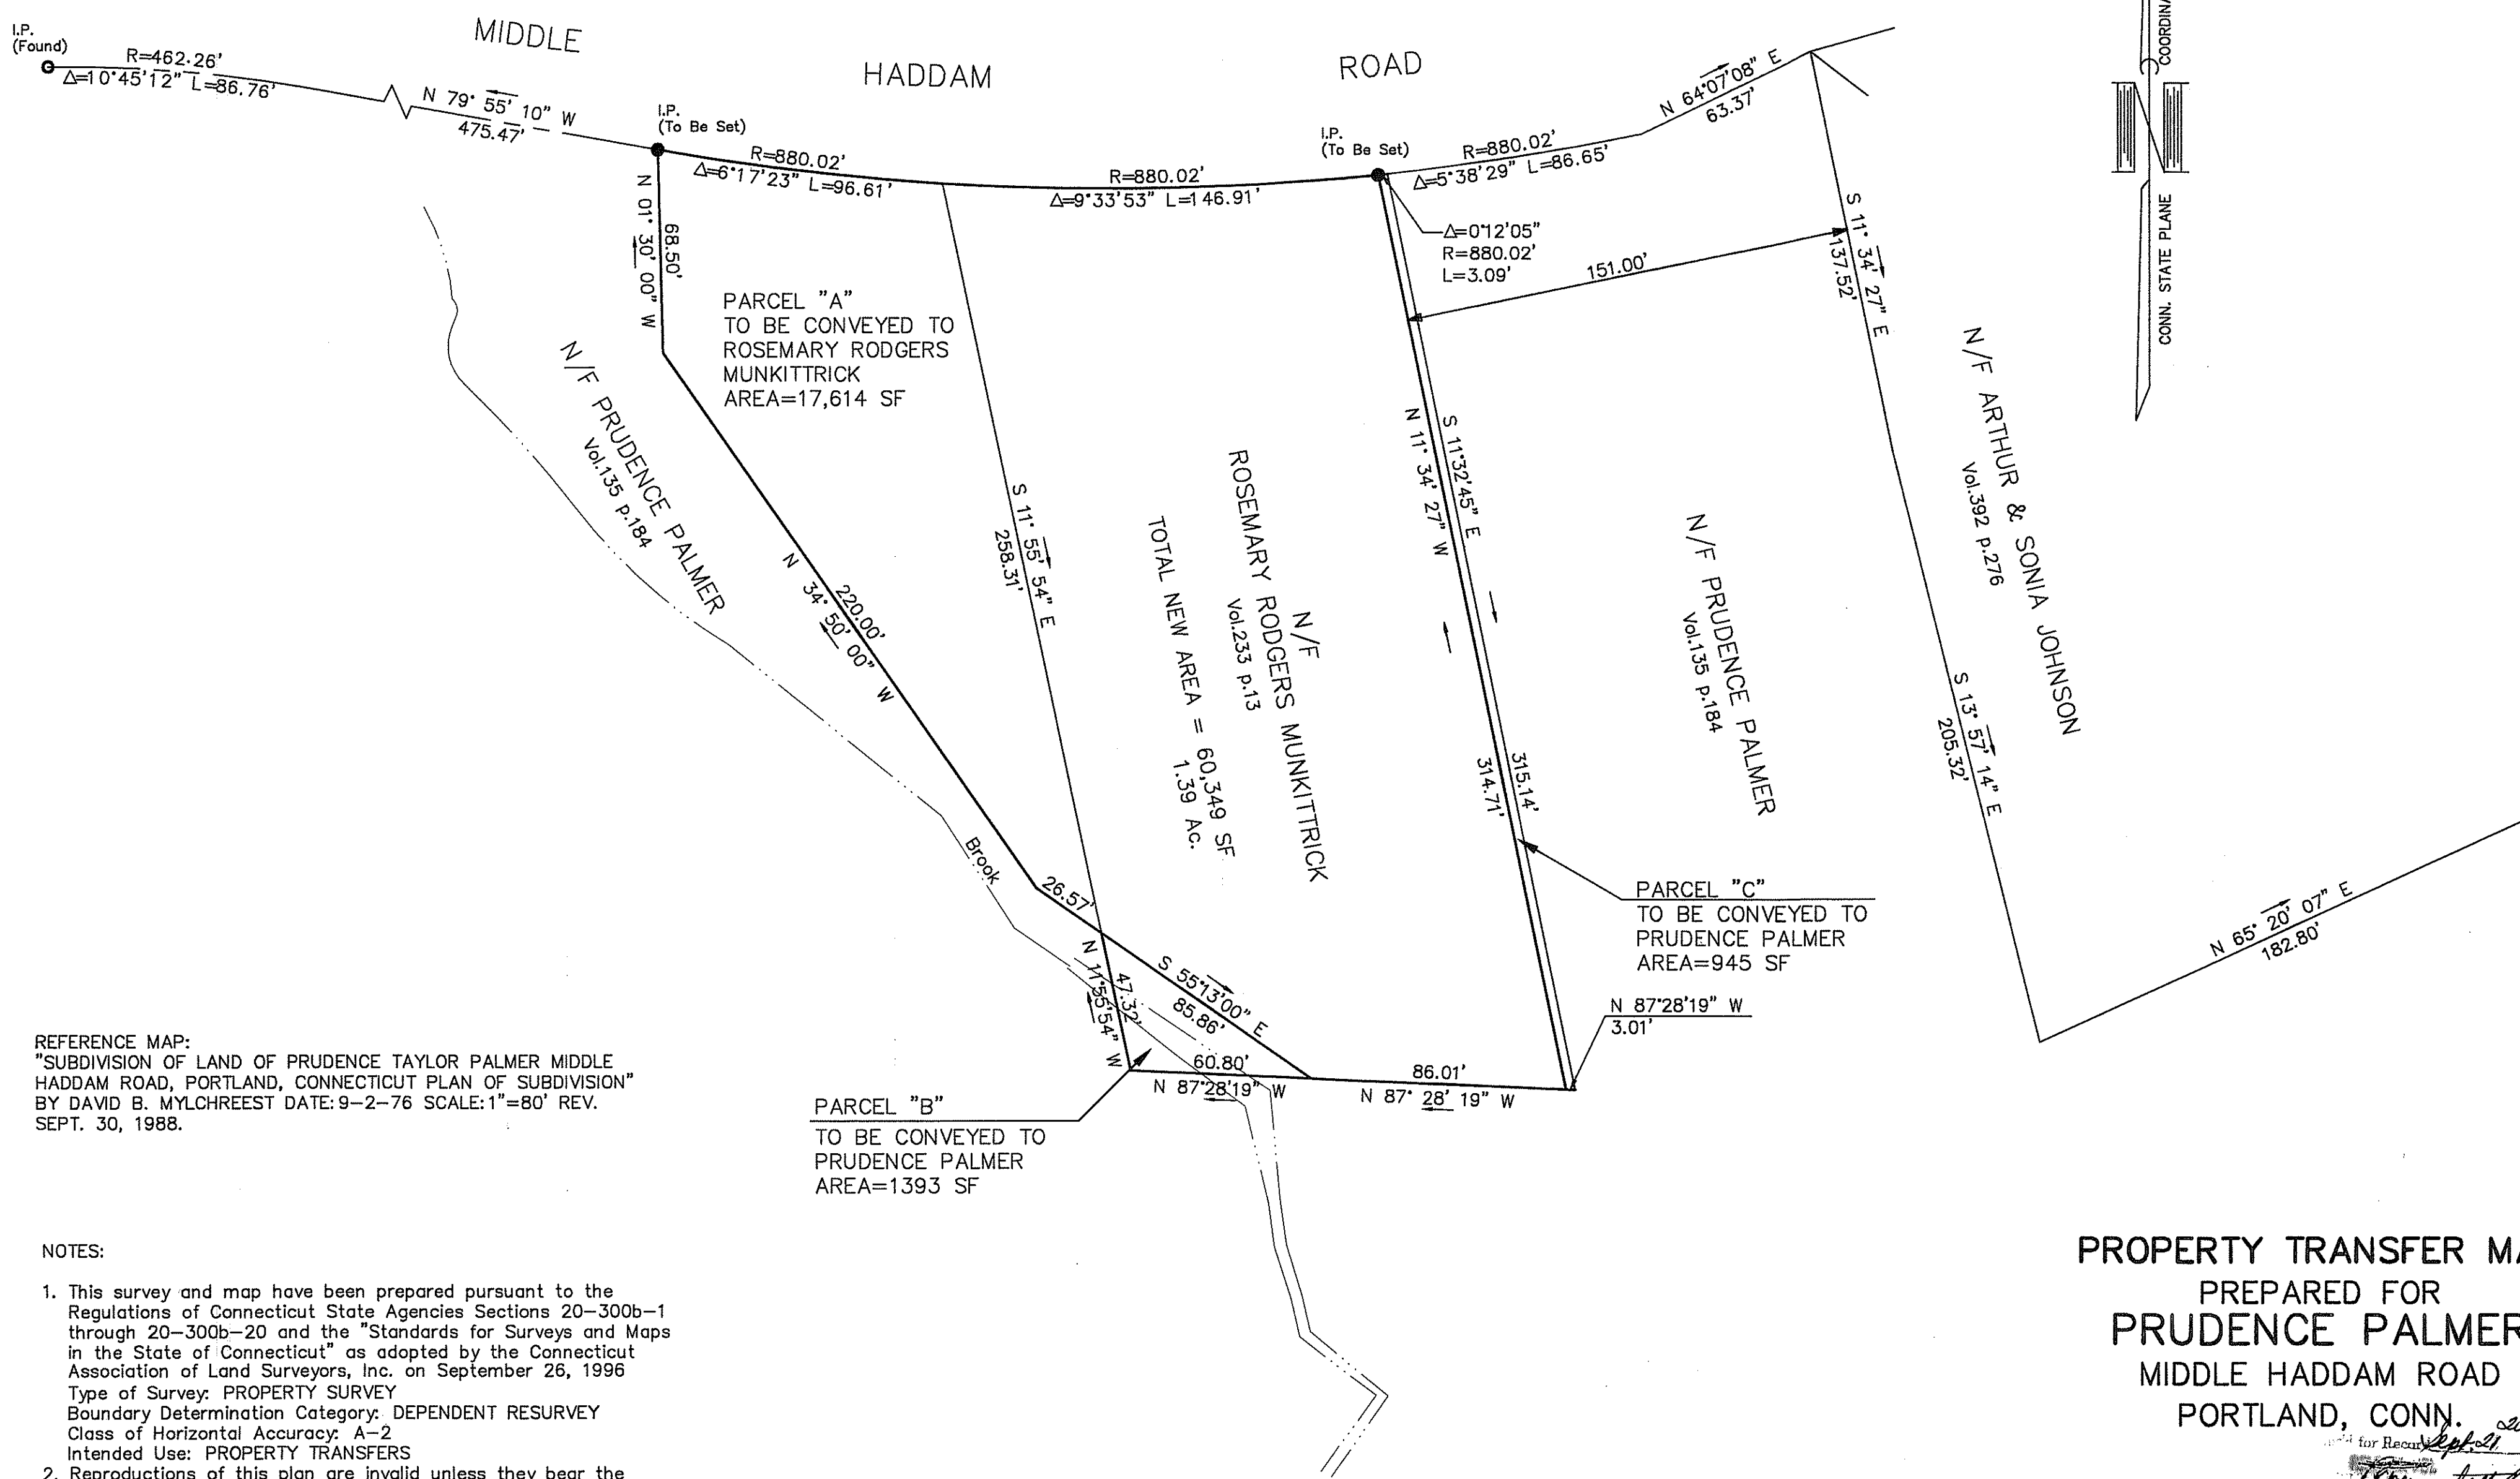 I.P.
(Found)
R=462.26'
Δ=10°45'12" L=86.76'
MIDDLE
HADDAM
ROAD
N 79° 55' 10" W
475.47'
I.P.
(To Be Set)
R=880.02'
Δ=6°17'23" L=96.61'
R=880.02'
Δ=9°33'53" L=146.91'
I.P.
(To Be Set)
R=880.02'
Δ=5°38'29" L=86.65'
N 64°07'08" E
63.37'
Δ=0°12'05"
R=880.02'
L=3.09'
151.00'
S 11° 34' 27" E
137.52'
CONN. STATE PLANE
N 01° 30' 00" W
68.50'
PARCEL "A"
TO BE CONVEYED TO
ROSEMARY RODGERS
MUNKITTRICK
AREA=17,614 SF
N/F PRUDENCE PALMER
Vol.135 p.184
220.00'
N 34° 50' 00" W
S 11° 55' 54" E
258.31'
N/F
ROSEMARY RODGERS MUNKITTRICK
Vol.233 p.13
TOTAL NEW AREA = 60,349 SF
1.39 Ac.
N 11° 34' 27" W
314.71'
S 11°32'45" E
315.14'
N/F PRUDENCE PALMER
Vol.135 p.184
N/F ARTHUR & SONIA JOHNSON
Vol.392 p.276
S 13° 57' 14" E
205.32'
N 65° 20' 07" E
182.80'
Brook
26.57'
S 55°13'00" E
85.86'
N 11°55'54" W
47.32'
60.80'
N 87°28'19" W
86.01'
N 87° 28' 19" W
N 87°28'19" W
3.01'
PARCEL "C"
TO BE CONVEYED TO
PRUDENCE PALMER
AREA=945 SF
PARCEL "B"
TO BE CONVEYED TO
PRUDENCE PALMER
AREA=1393 SF
REFERENCE MAP:
"SUBDIVISION OF LAND OF PRUDENCE TAYLOR PALMER MIDDLE
HADDAM ROAD, PORTLAND, CONNECTICUT PLAN OF SUBDIVISION"
BY DAVID B. MYLCHREEST DATE: 9-2-76 SCALE: 1"=80' REV.
SEPT. 30, 1988.
NOTES:
1. This survey and map have been prepared pursuant to the
Regulations of Connecticut State Agencies Sections 20-300b-1
through 20-300b-20 and the "Standards for Surveys and Maps
in the State of Connecticut" as adopted by the Connecticut
Association of Land Surveyors, Inc. on September 26, 1996
Type of Survey: PROPERTY SURVEY
Boundary Determination Category: DEPENDENT RESURVEY
Class of Horizontal Accuracy: A-2
Intended Use: PROPERTY TRANSFERS
2. Reproductions of this plan are invalid unless they bear the
PROPERTY TRANSFER
PREPARED FOR
PRUDENCE PALMER
MIDDLE HADDAM ROAD
PORTLAND, CONN.
for Sept. 21